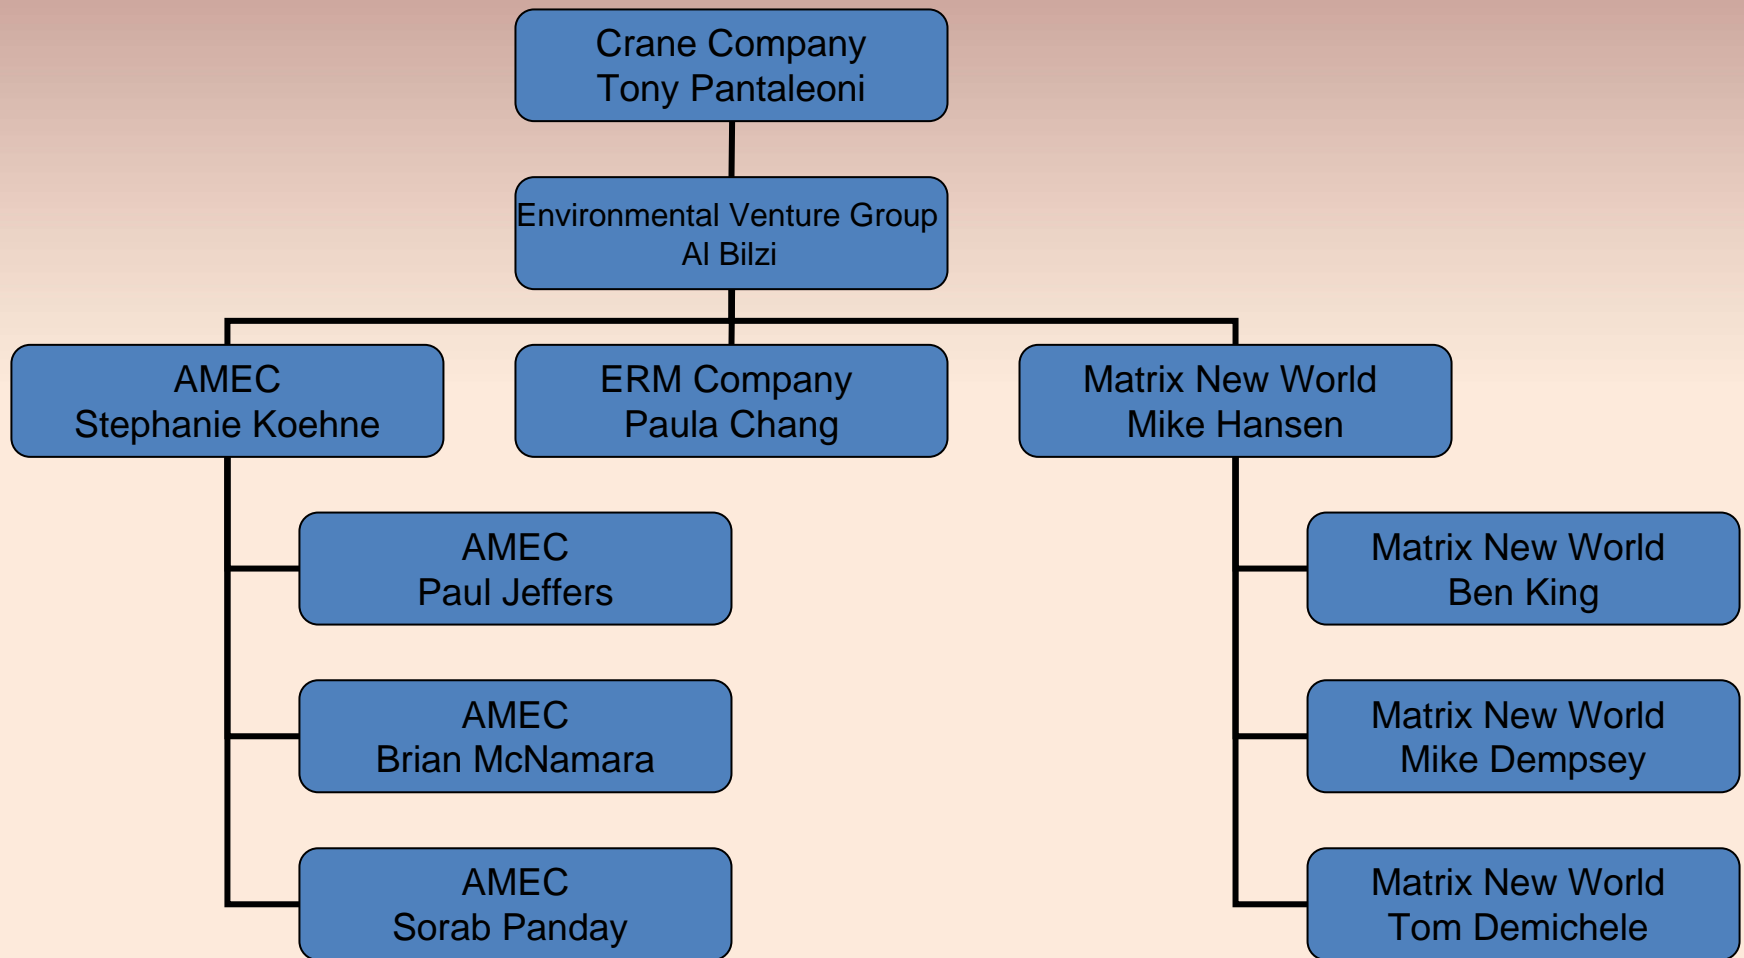 Crane Company
Tony Pantaleoni
Environmental Venture Group
Al Bilzi
AMEC
Stephanie Koehne
ERM Company
Paula Chang
Matrix New World
Mike Hansen
AMEC
Paul Jeffers
AMEC
Brian McNamara
AMEC
Sorab Panday
Matrix New World
Ben King
Matrix New World
Mike Dempsey
Matrix New World
Tom Demichele